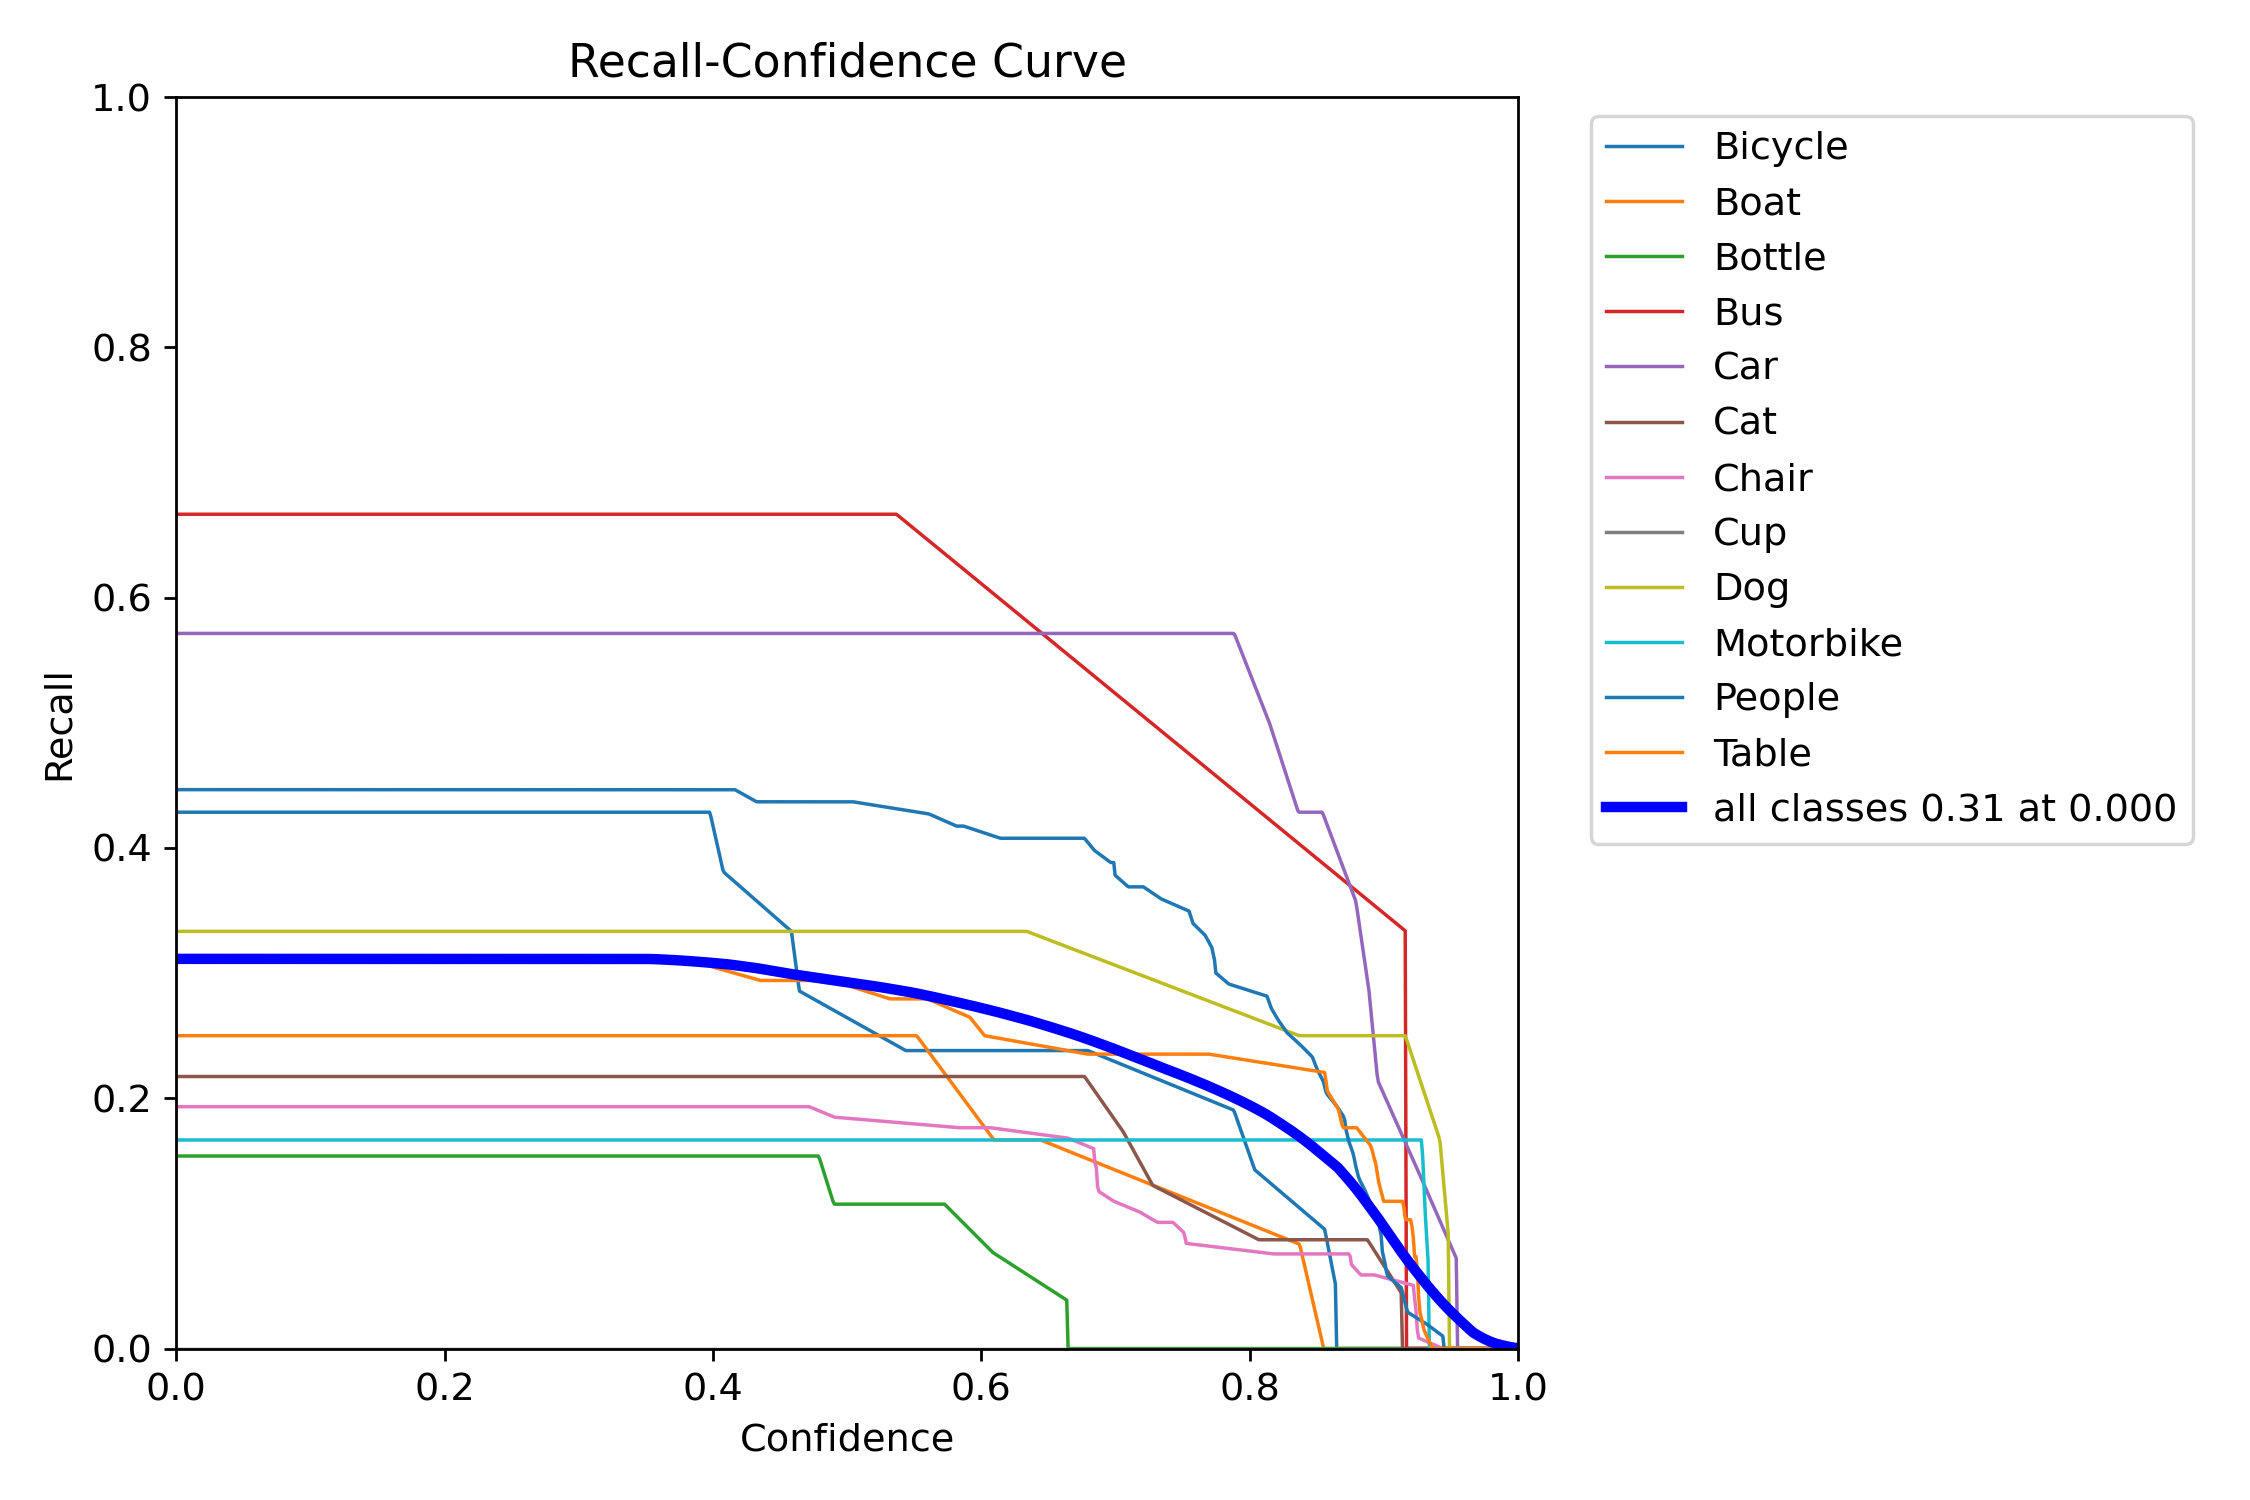 Recall-Confidence Curve
1.0
0.8
0.6
0.4
0.2
0.0
Recall
0.0 0.2 0.4 0.6 0.8 1.0
Confidence
Bicycle
Boat
Bottle
Bus
Car
Cat
Chair
Cup
Dog
Motorbike
People
Table
all classes 0.31 at 0.000